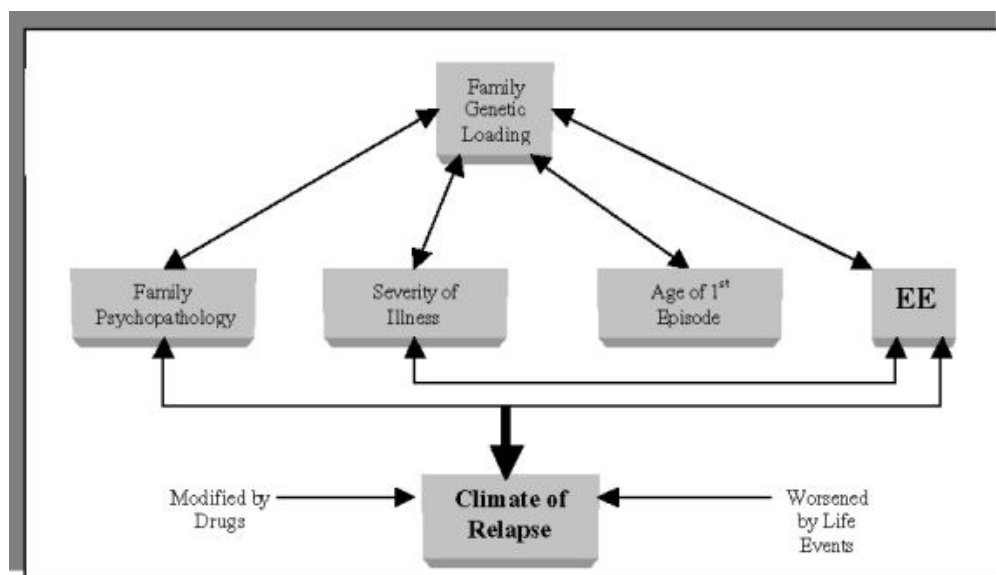 Family
Genetic
Loading
Family
Psychopathology
Severity of
Illness
Age of 1st
Episode
EE
Modified by
Drugs
Climate of
Relapse
Worsened
by Life
Events